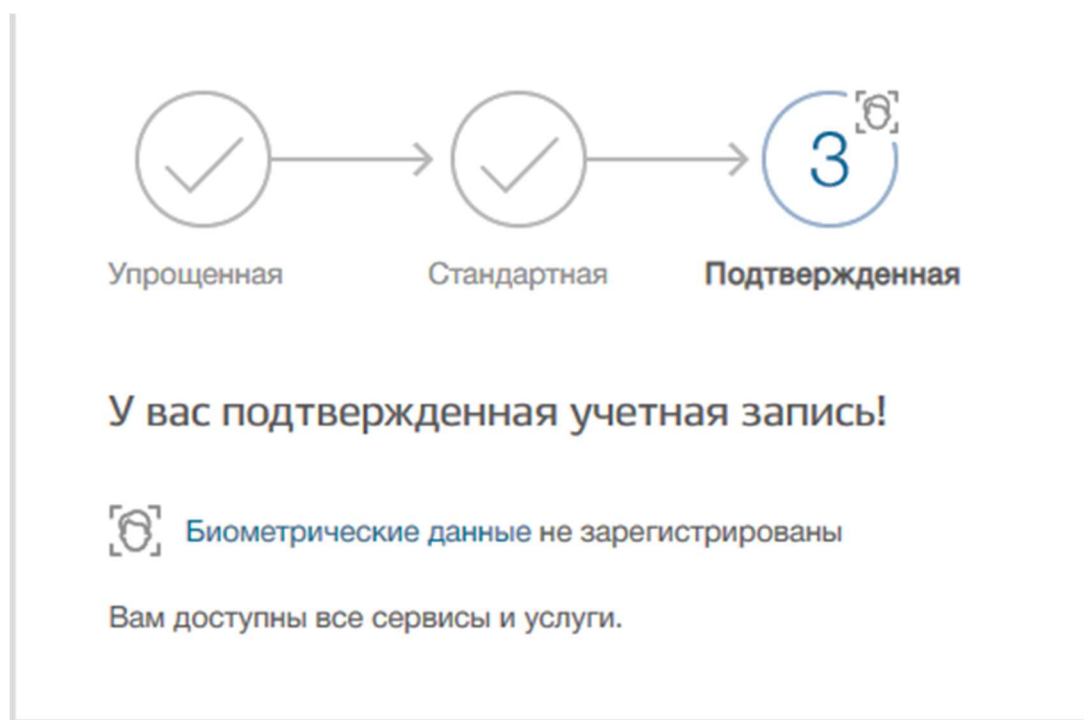 3
Упрощенная Стандартная Подтвержденная
У вас подтвержденная учетная запись!
Биометрические данные не зарегистрированы
Вам доступны все сервисы и услуги.